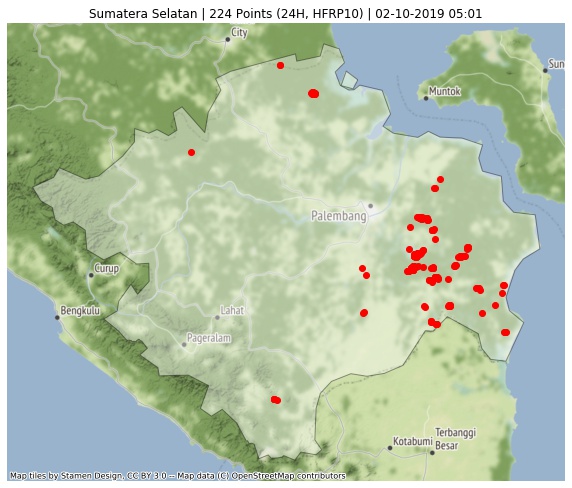 Sumatera Selatan | 224 Points (24H, HFRP10) | 02-10-2019 05:01
City
Sun
Muntok
Palembang
Curup
Bengkulu
Lahat
Pageralam
Terbanggi
Besar
Kotabumi
Map tiles by Stamen Design, CC BY 3.0 -- Map data (C) OpenStreetMap contributors